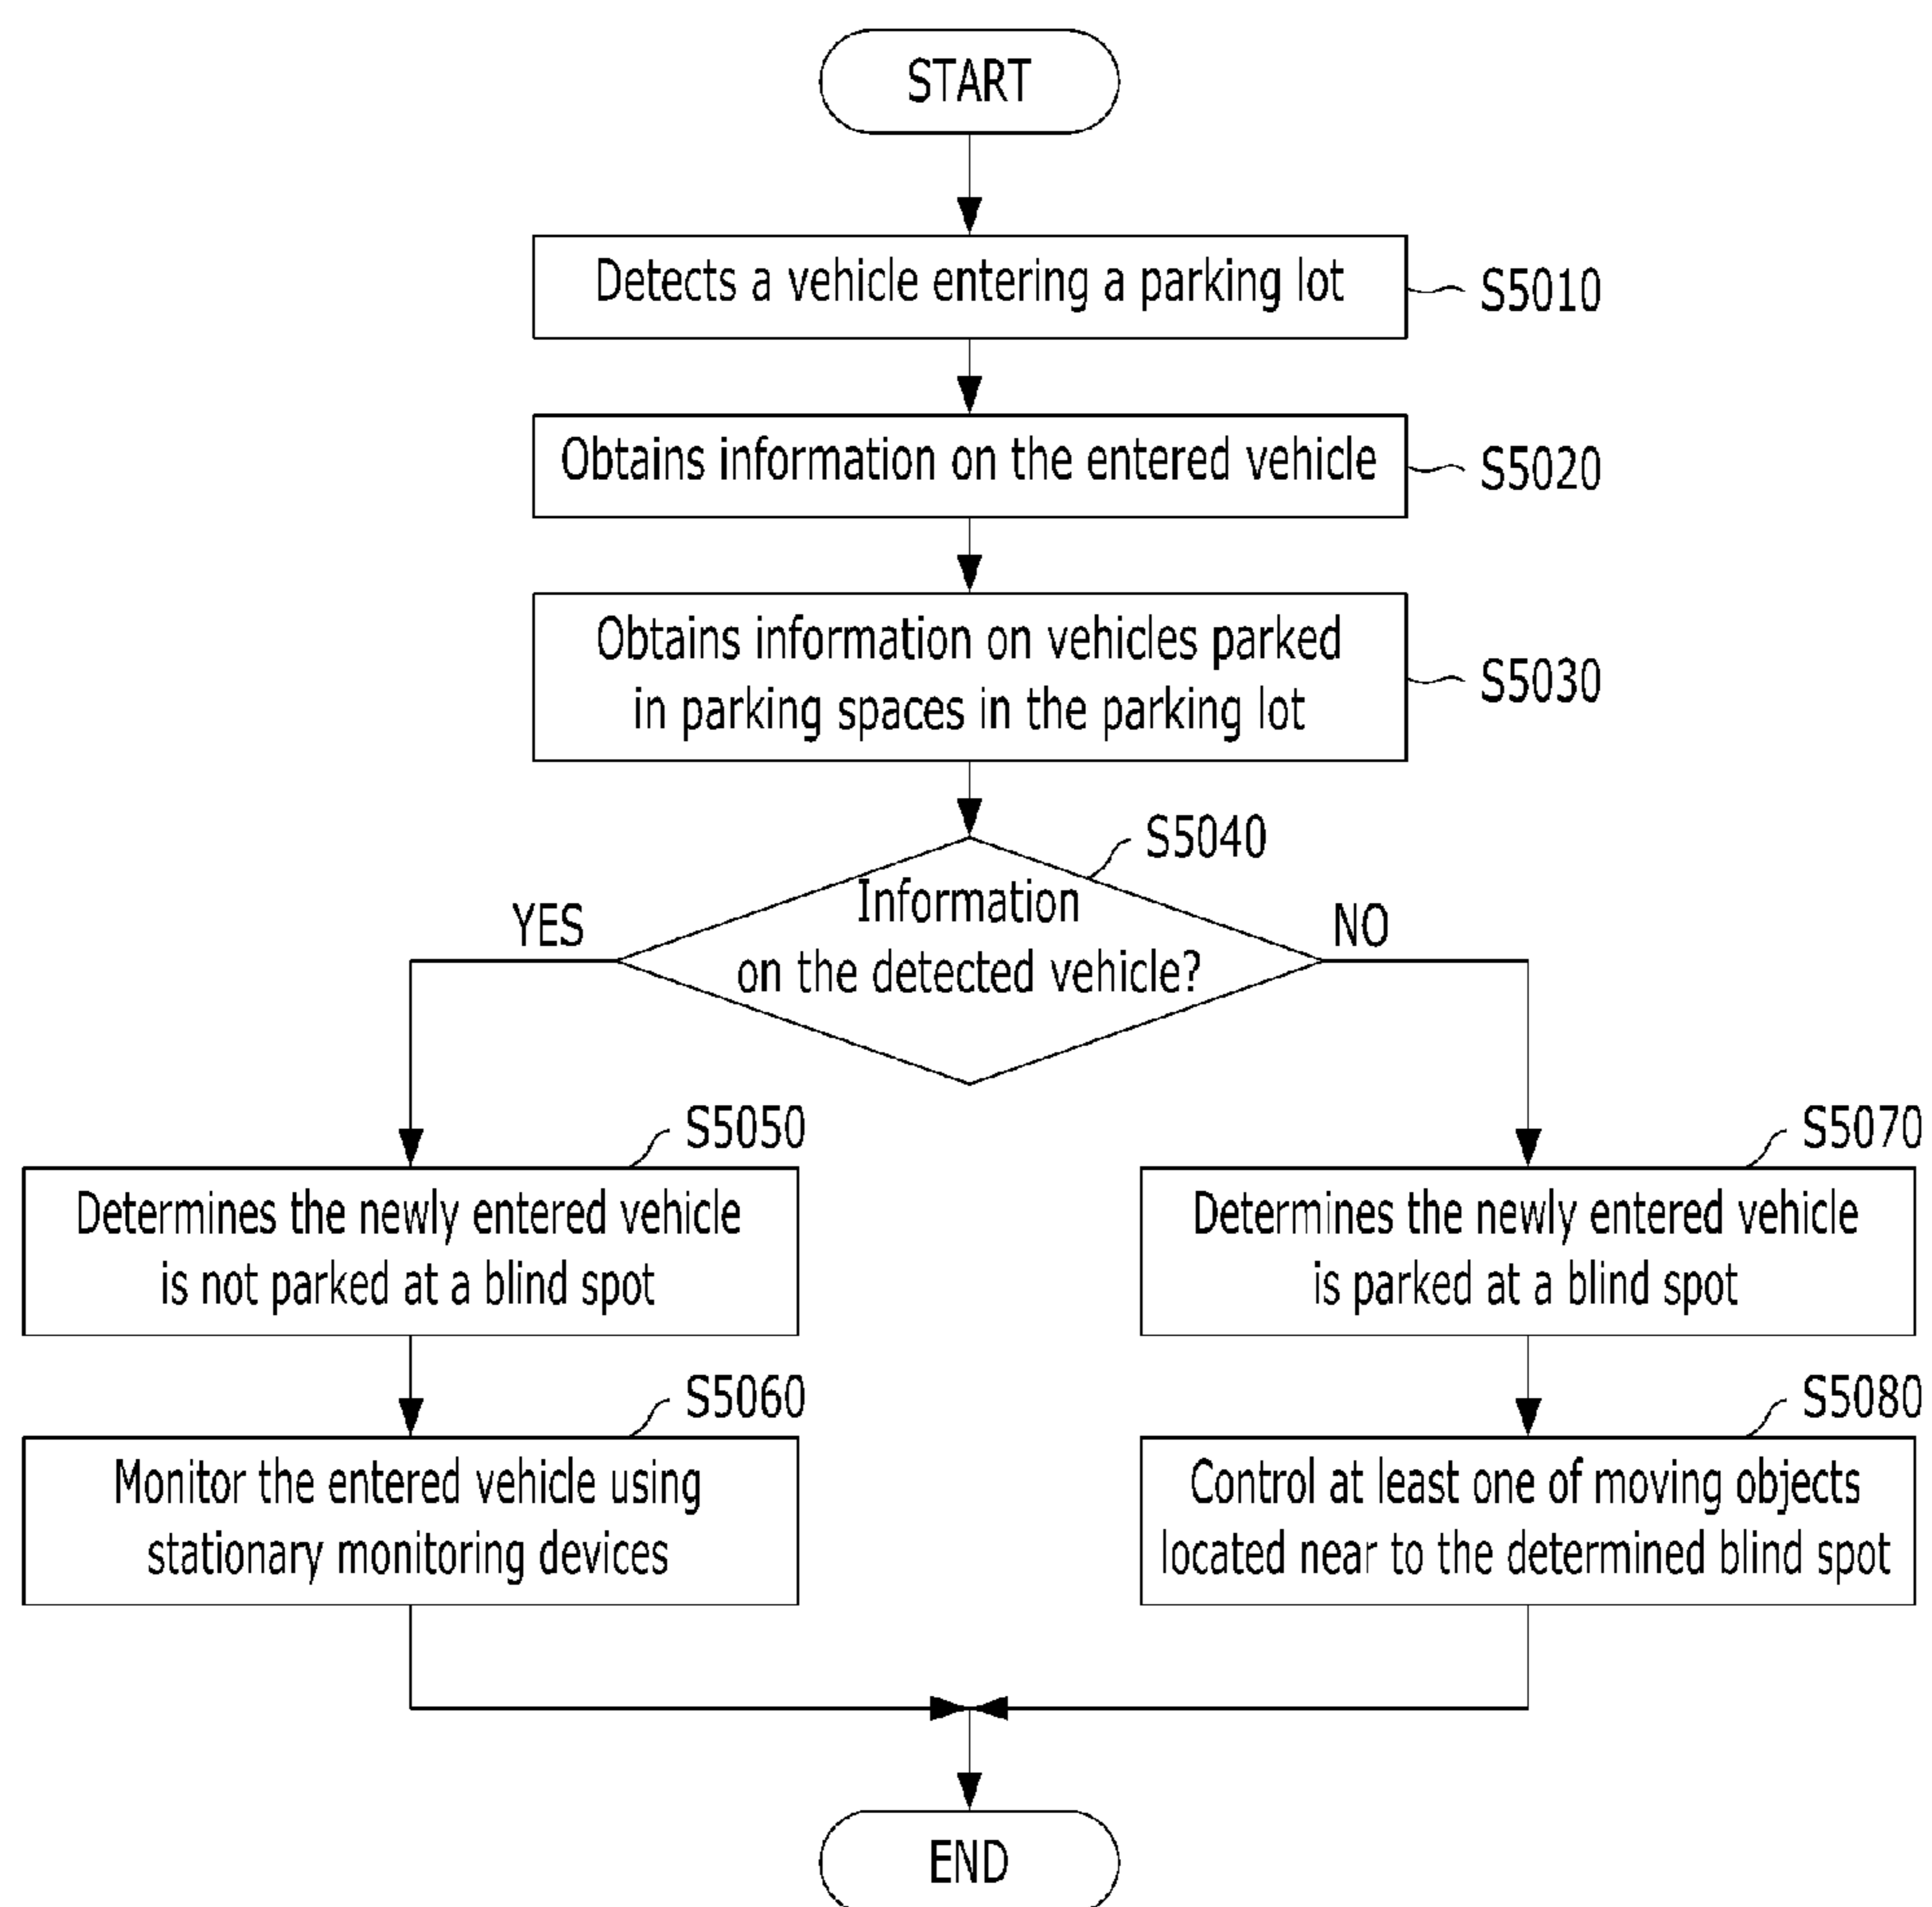 START
Detects a vehicle entering a parking lot
S5010
Obtains information on the entered vehicle
S5020
Obtains information on vehicles parked
in parking spaces in the parking lot
S5030
S5040
Information
on the detected vehicle?
YES
NO
S5050
Determines the newly entered vehicle
is not parked at a blind spot
S5070
Determines the newly entered vehicle
is parked at a blind spot
S5060
Monitor the entered vehicle using
stationary monitoring devices
S5080
Control at least one of moving objects
located near to the determined blind spot
END